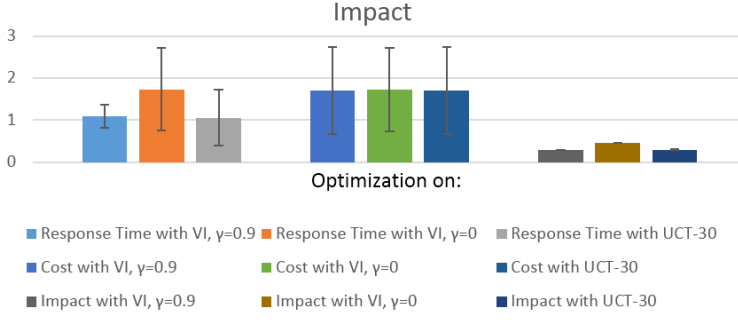 Impact
3
2
1
0
Optimization on:
Response Time with VI, γ=0.9 Response Time with VI, γ=0 Response Time with UCT-30
Cost with VI, γ=0.9 Cost with VI, γ=0 Cost with UCT-30
Impact with VI, γ=0.9 Impact with VI, γ=0 Impact with UCT-30